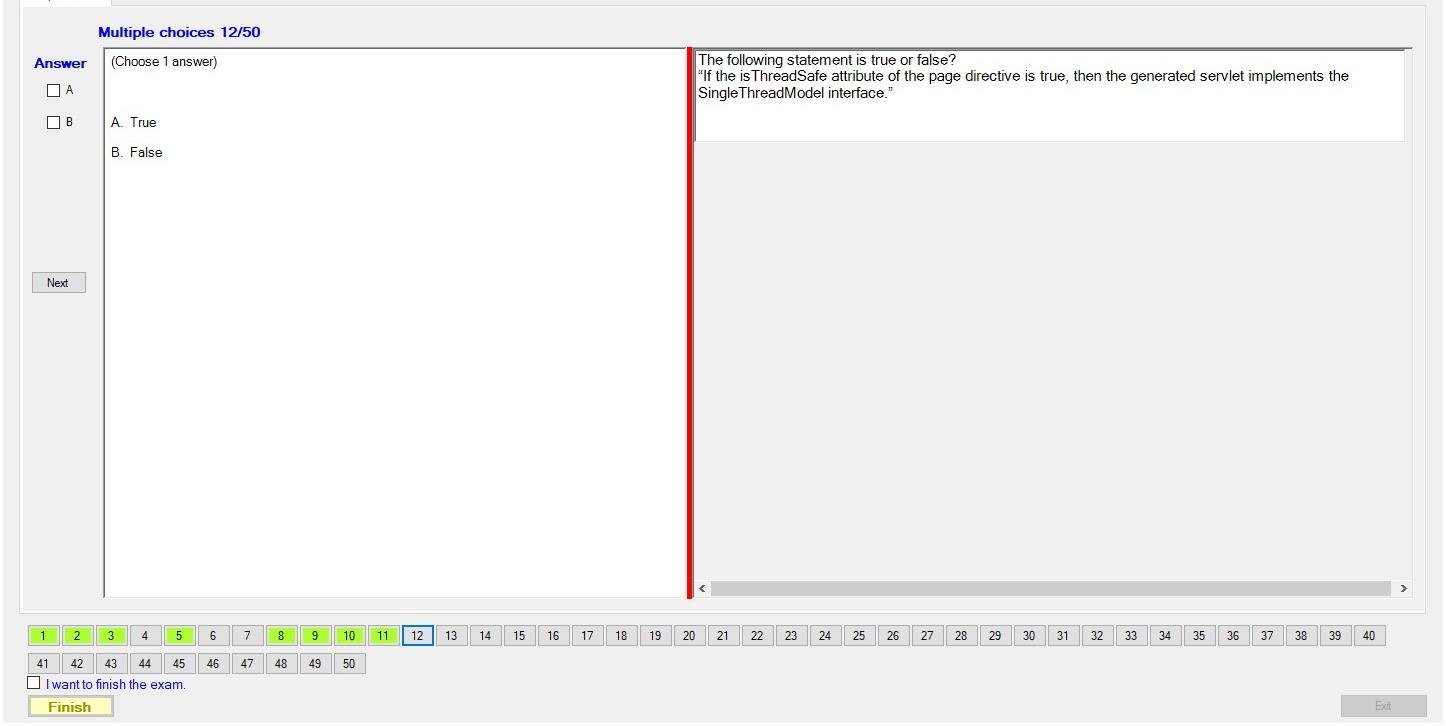 Multiple choices 12/50
Answer
A
B
Next
(Choose 1 answer)
A. True
B. False
The following statement is true or false?
“If the isThreadSafe attribute of the page directive is true, then the generated servlet implements the
SingleThreadModel interface.”
1 2 3 4 5 6 7 8 9 10 11 12 13 14 15 16 17 18 19 20 21 22 23 24 25 26 27 28 29 30 31 32 33 34 35 36 37 38 39 40
41 42 43 44 45 46 47 48 49 50
I want to finish the exam.
Finish
Exit